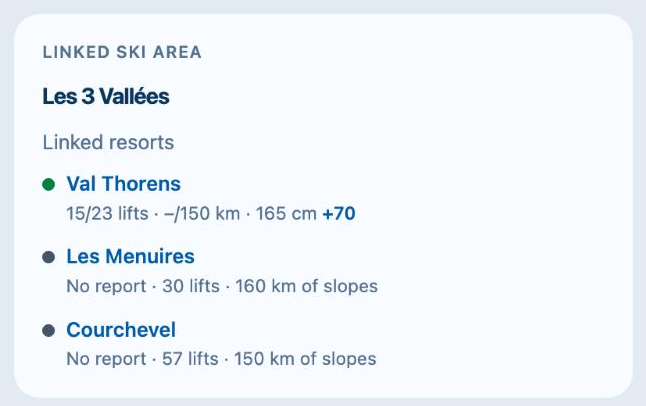 LINKED SKI AREA
Les 3 Vallées
Linked resorts
Val Thorens
15/23 lifts · –/150 km · 165 cm +70
Les Menuires
No report · 30 lifts · 160 km of slopes
Courchevel
No report · 57 lifts · 150 km of slopes